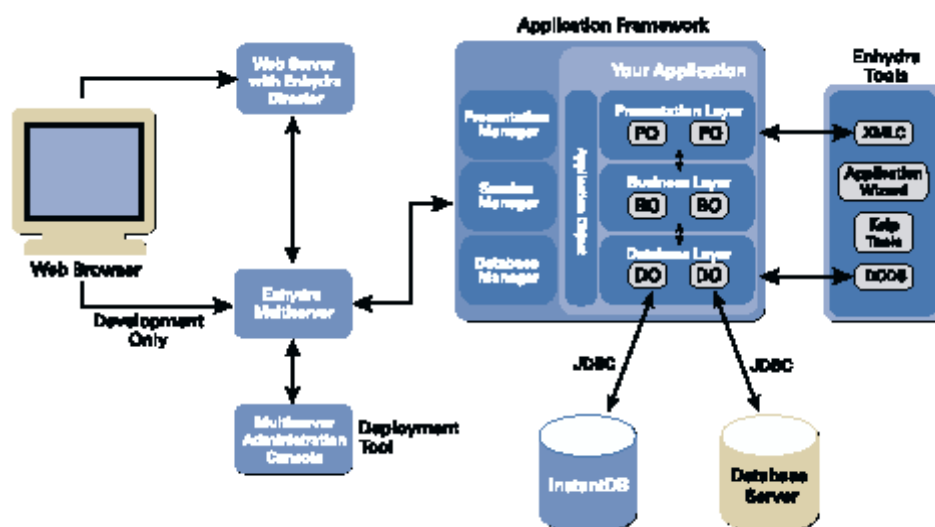 Application Framework
Web Server
with Enhydra
Director
Your Application
Enhydra
Tools
Presentation
Manager
Presentation Layer
PO PO
XMLC
Application
Wizard
Application Object
Session
Manager
Business Layer
BO BO
Kelp
Tools
Web Browser
Database
Manager
Database Layer
DO DO
DODS
Enhydra
Multiserver
Development
Only
JDBC
JDBC
Multiserver
Administration
Console
Deployment
Tool
InstantDB
Database
Server